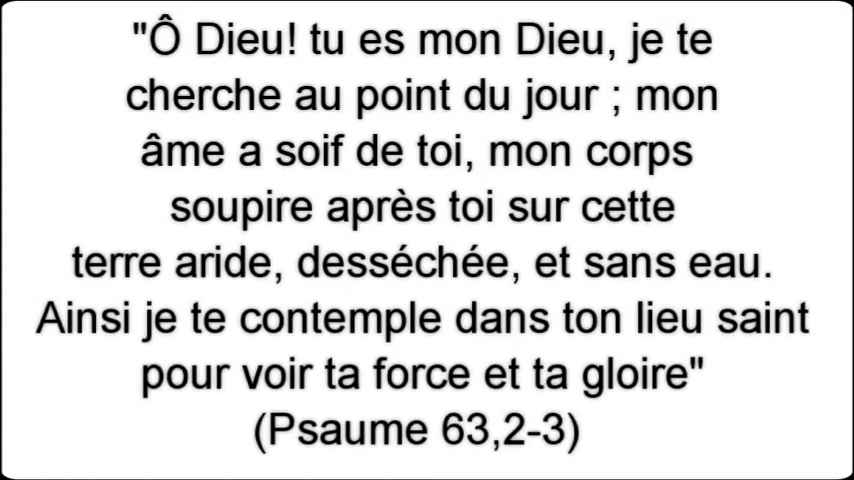 "Ô Dieu! tu es mon Dieu, je te
cherche au point du jour ; mon
âme a soif de toi, mon corps
soupire après toi sur cette
terre aride, desséchée, et sans eau.
Ainsi je te contemple dans ton lieu saint
pour voir ta force et ta gloire"
(Psaume 63,2-3)